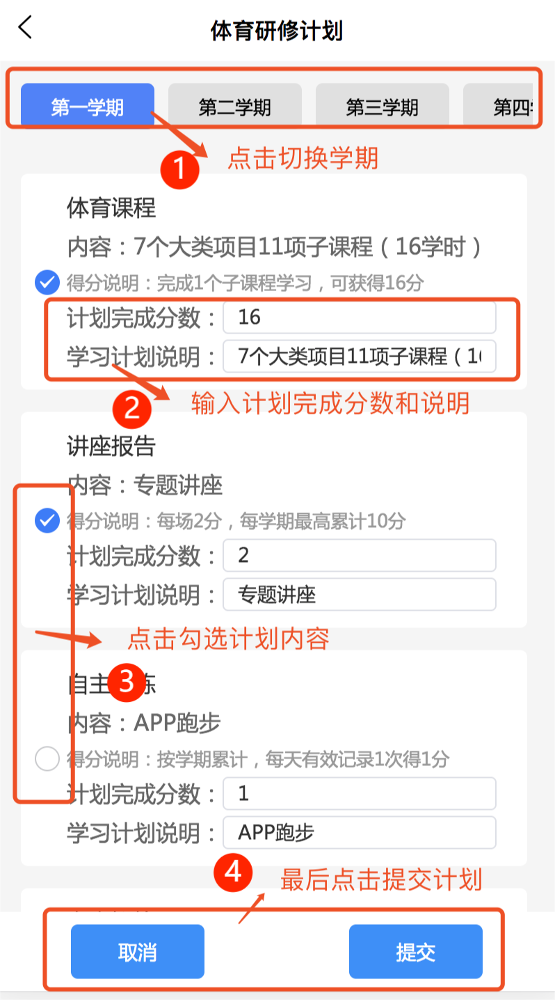 体育研修计划
第一学期 第二学期 第三学期 第四
1 点击切换学期
体育课程
内容：7个大类项目11项子课程（16学时）
得分说明：完成1个子课程学习，可获得16分
计划完成分数： 16
学习计划说明： 7个大类项目11项子课程（16
2 输入计划完成分数和说明
讲座报告
内容：专题讲座
得分说明：每场2分，每学期最高累计10分
计划完成分数： 2
学习计划说明： 专题讲座
点击勾选计划内容
自主 3 练
内容：APP跑步
得分说明：按学期累计，每天有效记录1次得1分
计划完成分数： 1
学习计划说明： APP跑步
4 最后点击提交计划
取消 提交